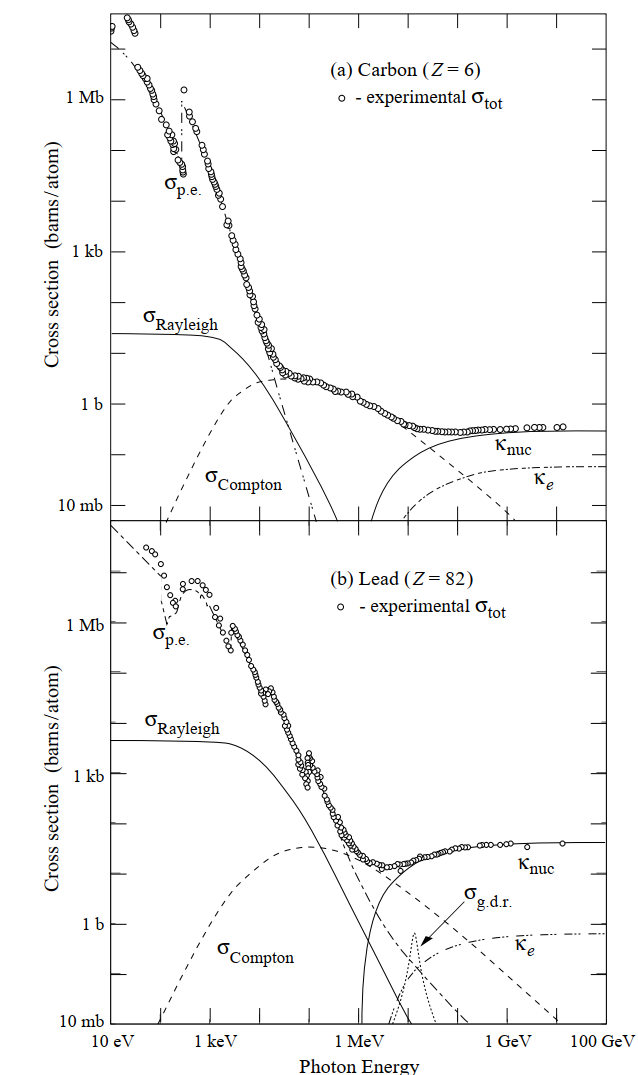 (a) Carbon (Z = 6)
- experimental σtot
1 Mb
σp.e.
Cross section (barns/atom)
1 kb
σRayleigh
1 b
κnuc
σCompton
κe
10 mb
(b) Lead (Z = 82)
- experimental σtot
1 Mb
σp.e.
Cross section (barns/atom)
σRayleigh
1 kb
κnuc
σg.d.r.
1 b
σCompton
κe
10 mb
10 eV 1 keV 1 MeV 1 GeV 100 GeV
Photon Energy